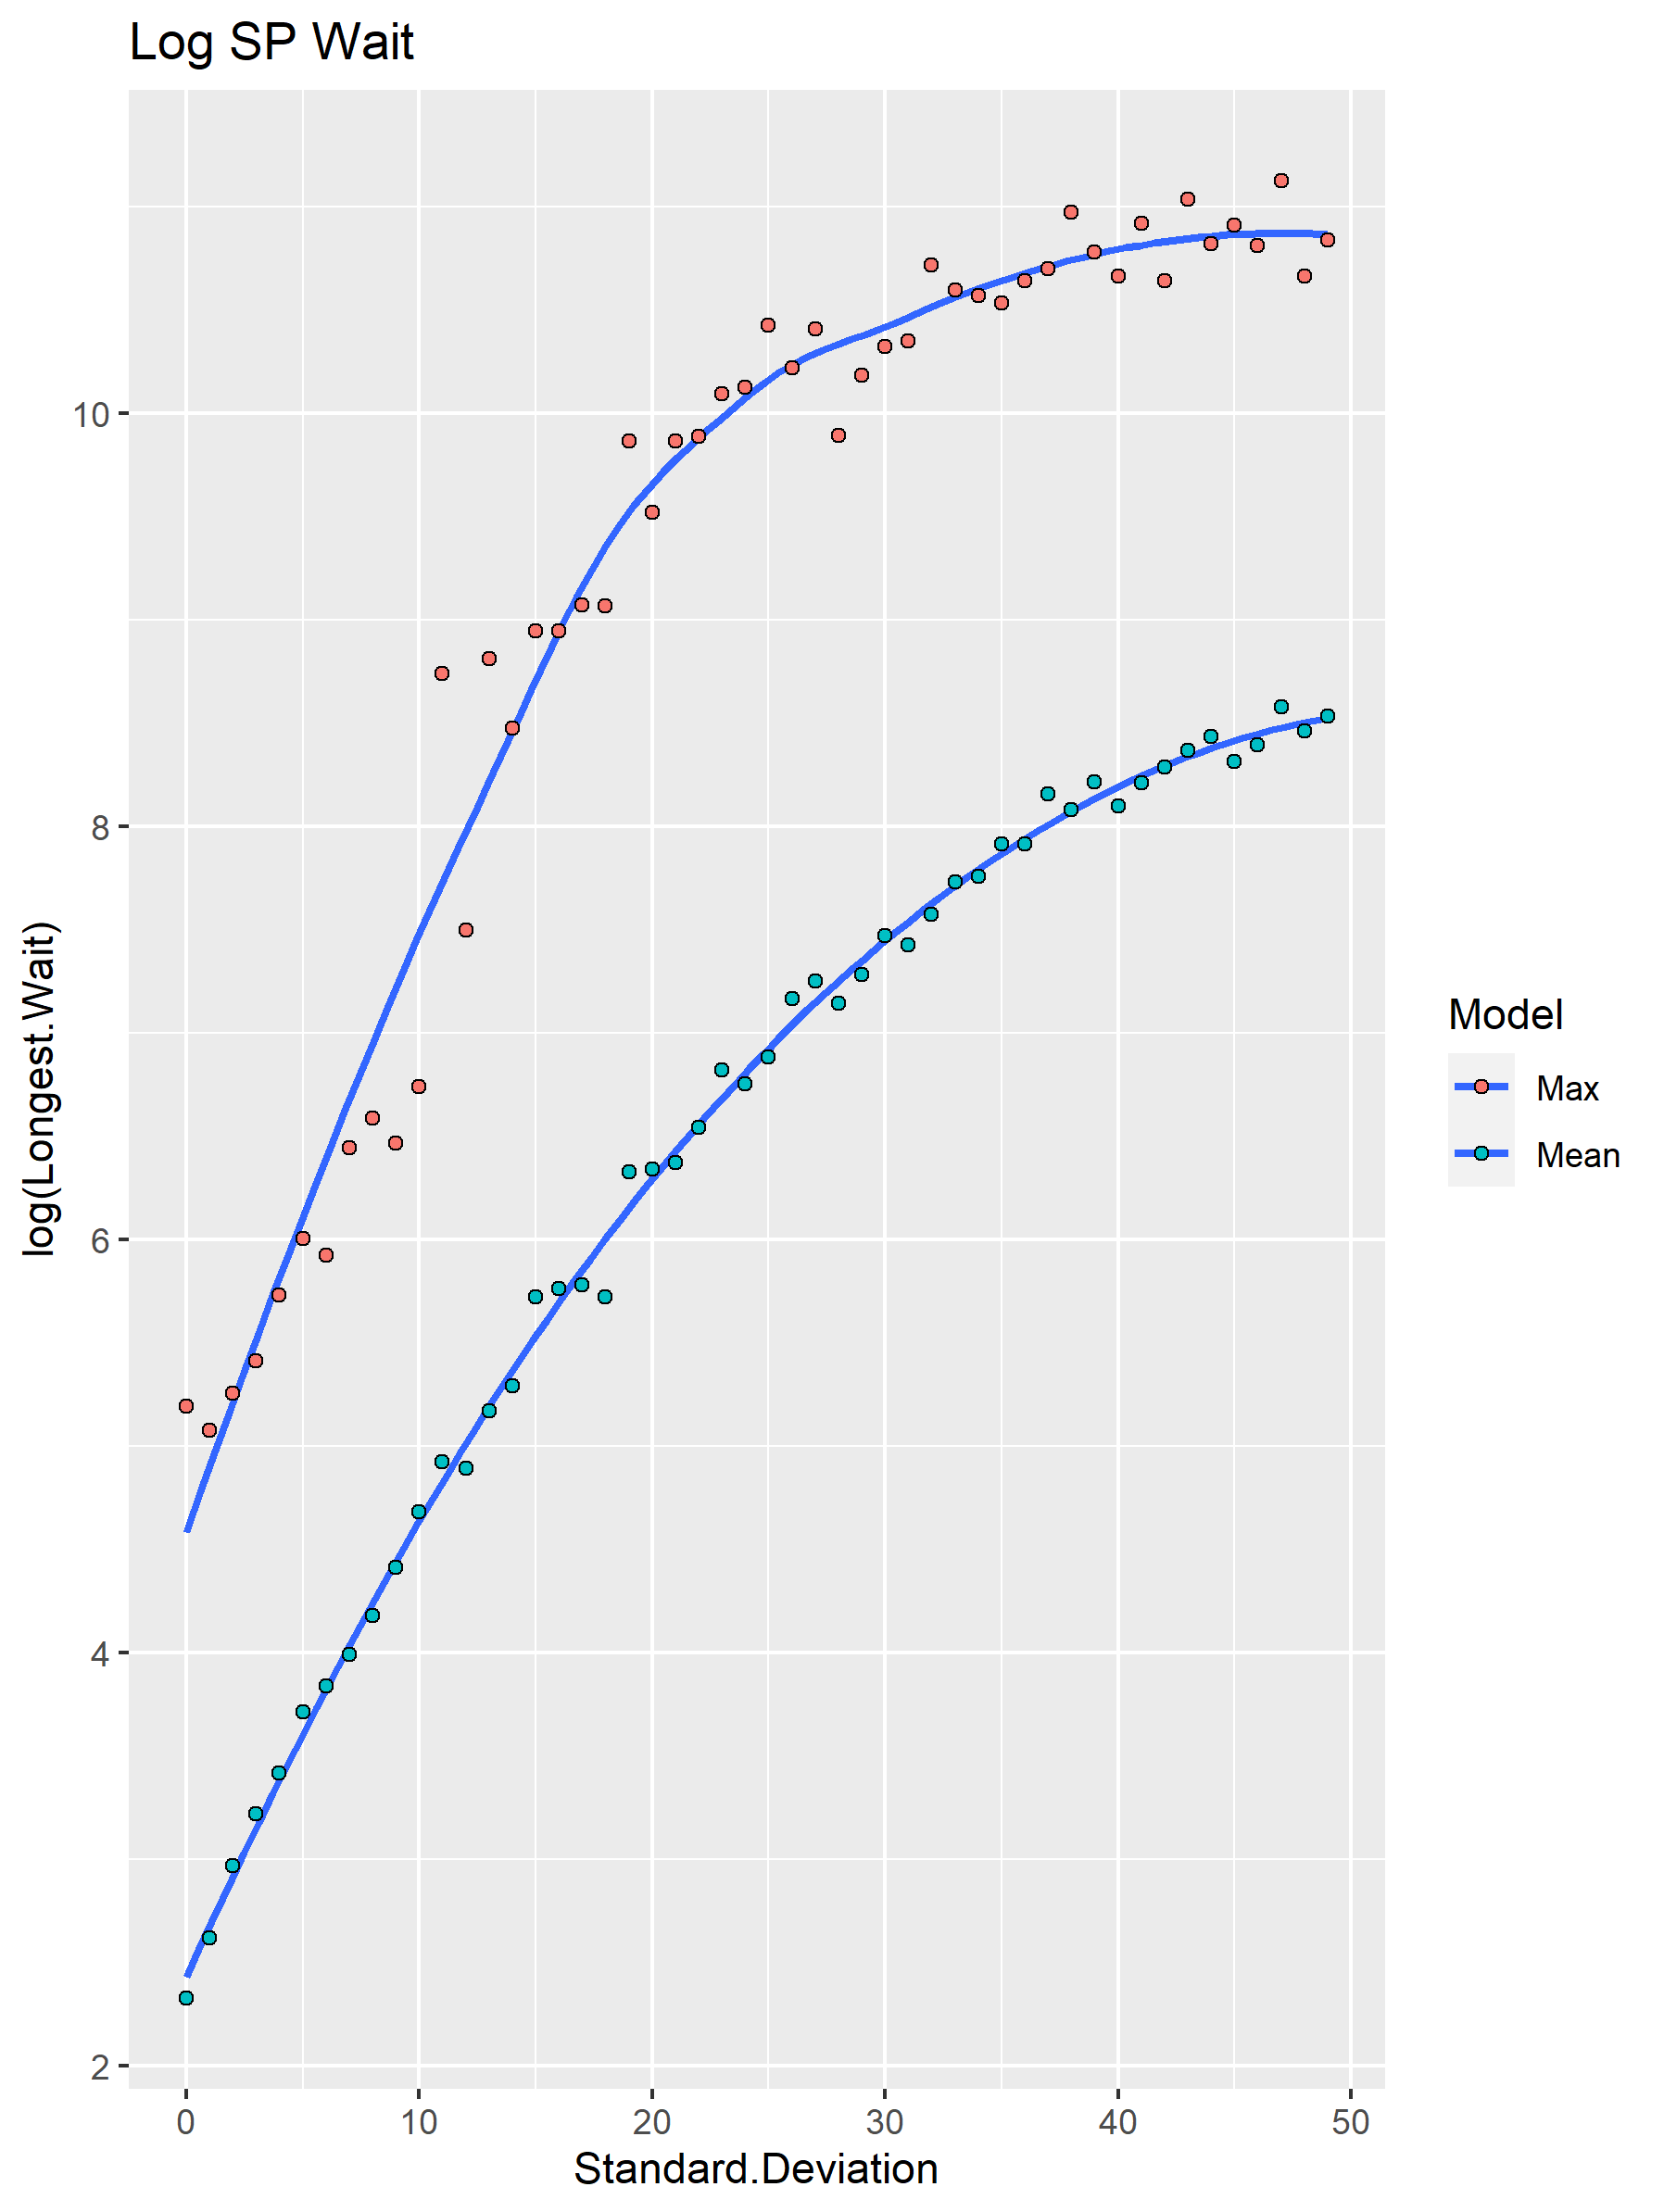 Log SP Wait
10
8
6
4
2
log(Longest.Wait)
0 10 20 30 40 50
Standard.Deviation
Model
Max
Mean